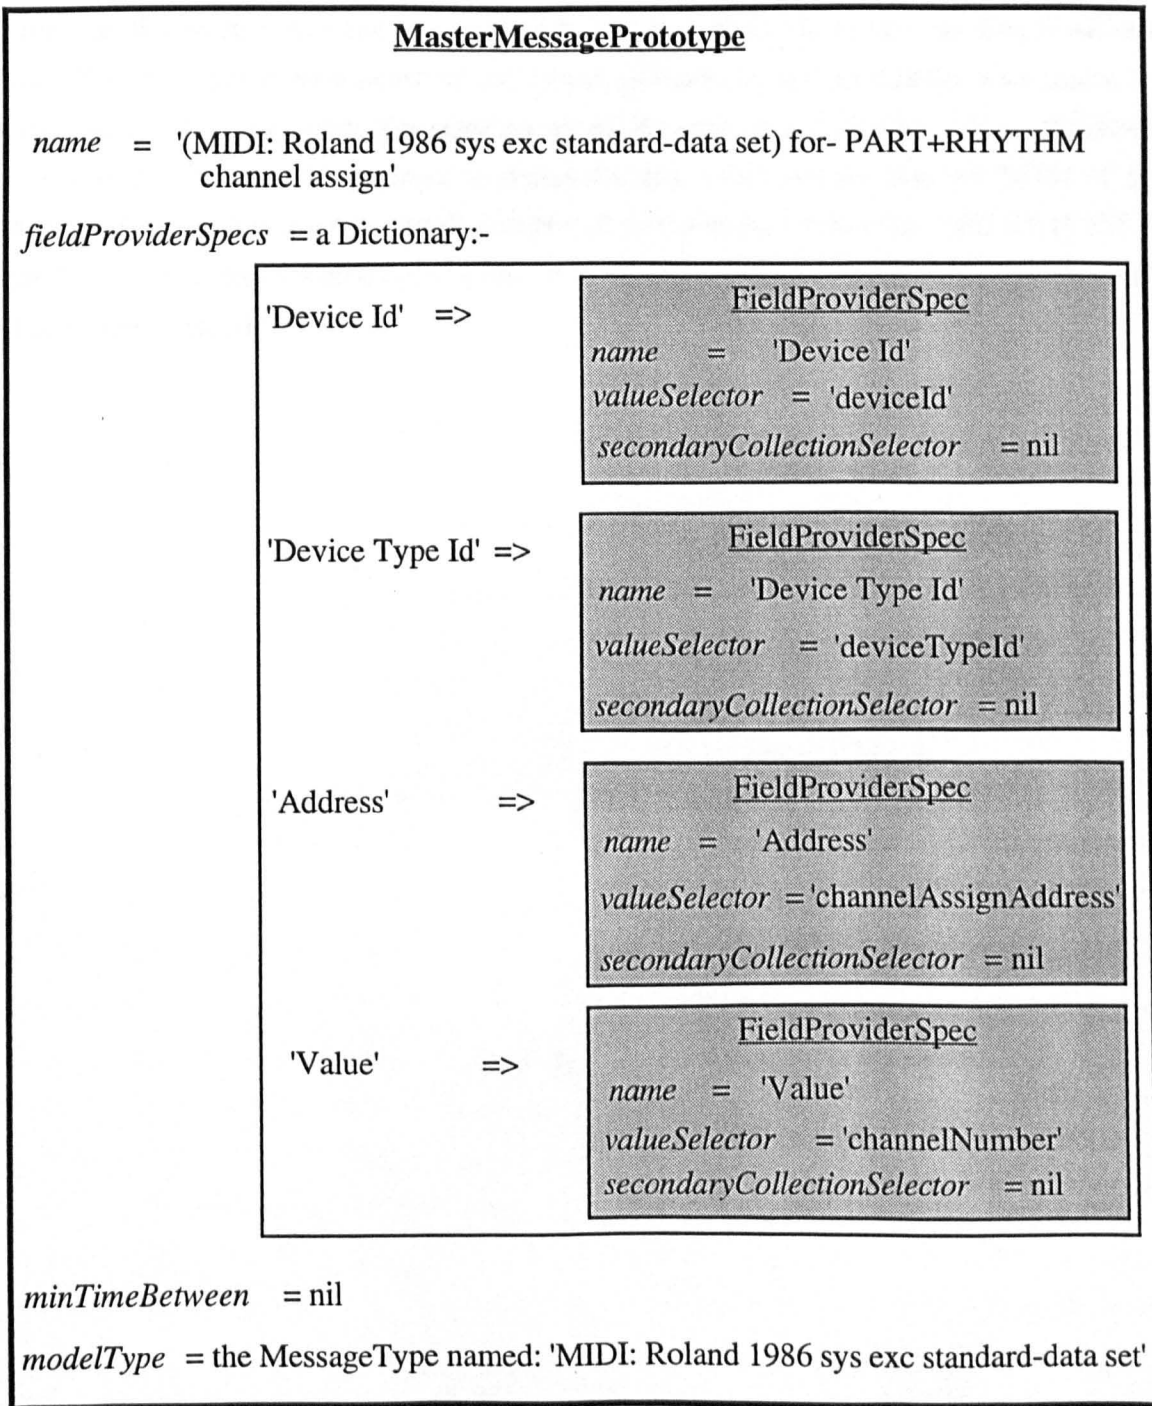 MasterMessagePrototype
name = '(MIDI: Roland 1986 sys exc standard-data set) for- PART+RHYTHM
channel assign'
fieldProviderSpecs = a Dictionary:-
'Device Id' =>
FieldProviderSpec
name = 'Device Id'
valueSelector = 'deviceId'
secondaryCollectionSelector = nil
'Device Type Id' =>
FieldProviderSpec
name = 'Device Type Id'
valueSelector = 'deviceTypeId'
secondaryCollectionSelector = nil
'Address' =>
FieldProviderSpec
name = 'Address'
valueSelector = 'channelAssignAddress'
secondaryCollectionSelector = nil
'Value' =>
FieldProviderSpec
name = 'Value'
valueSelector = 'channelNumber'
secondaryCollectionSelector = nil
minTimeBetween = nil
modelType = the MessageType named: 'MIDI: Roland 1986 sys exc standard-data set'